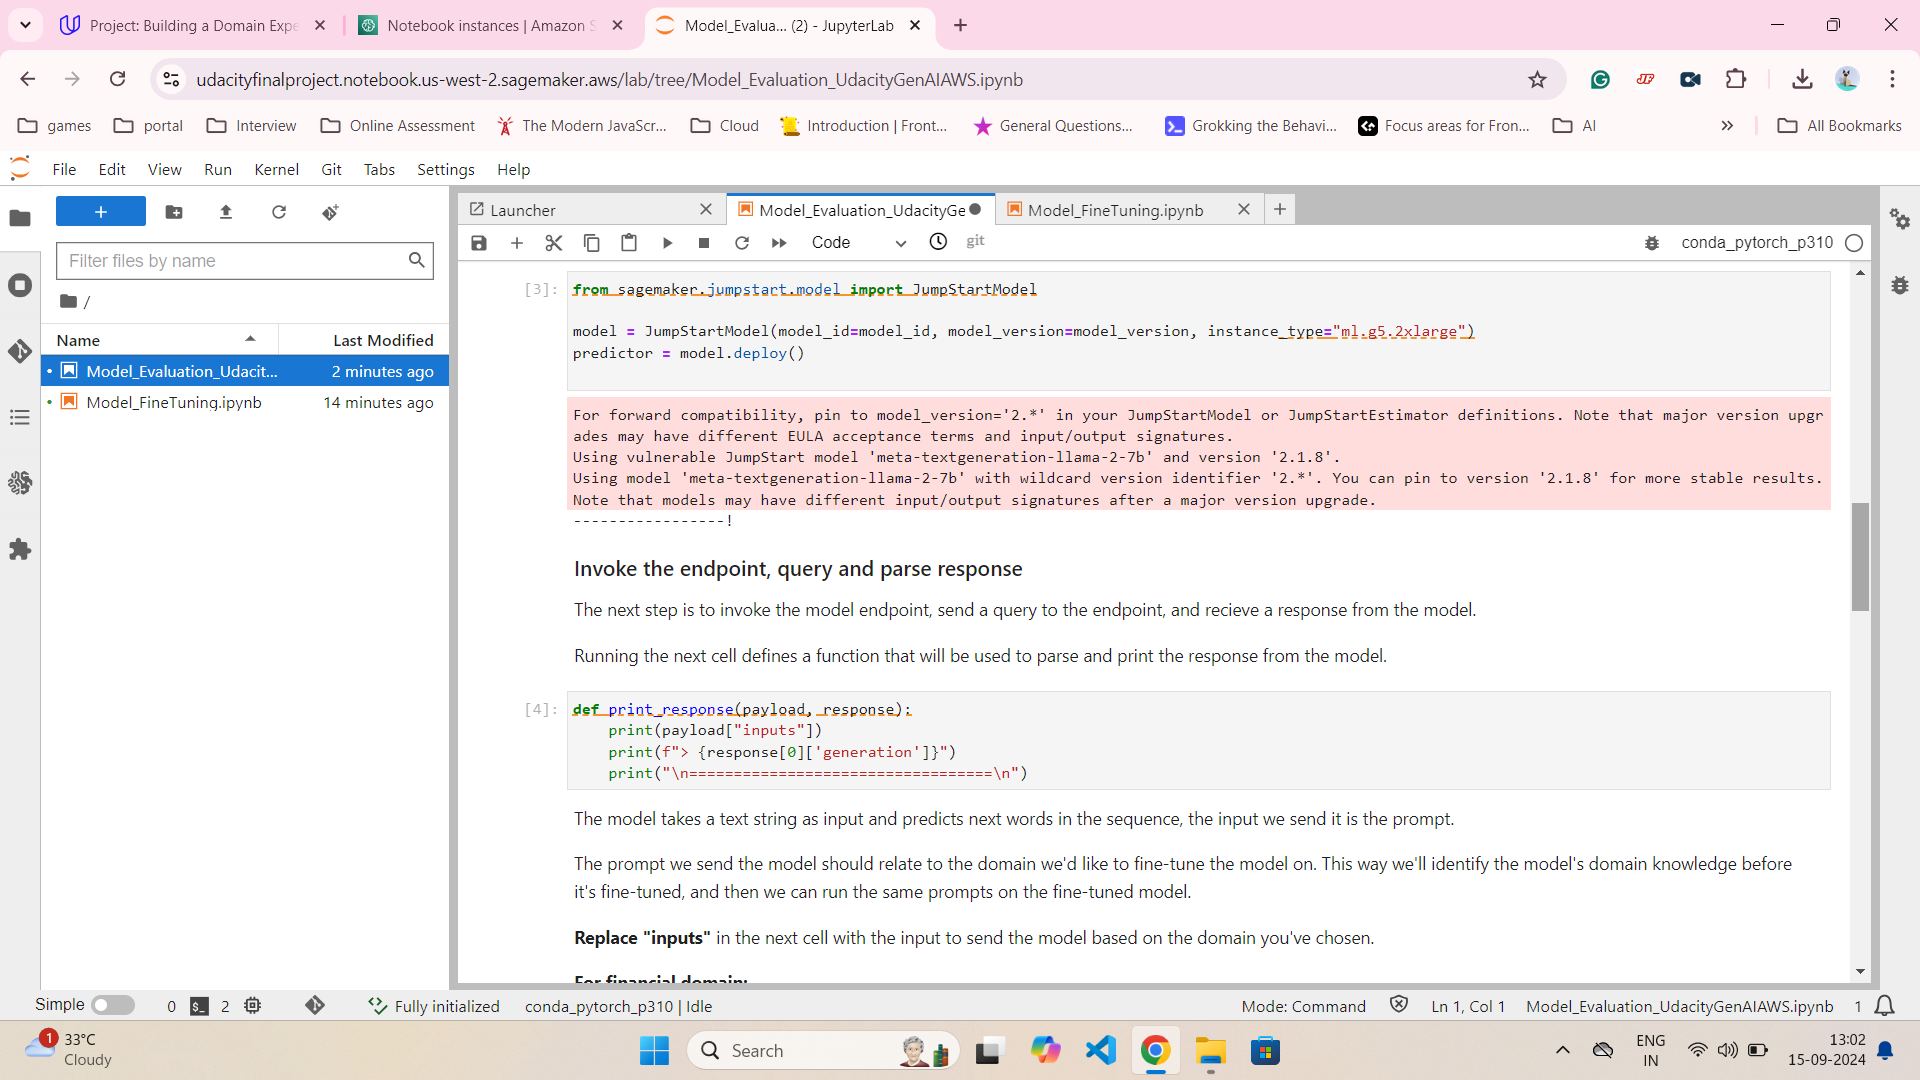 Project: Building a Domain Expe
Notebook instances | Amazon S
Model_Evalua... (2) - JupyterLab
udacityfinalproject.notebook.us-west-2.sagemaker.aws/lab/tree/Model_Evaluation_UdacityGenAIAWS.ipynb
games
portal
Interview
Online Assessment
The Modern JavaScr...
Cloud
Introduction | Front...
General Questions...
Grokking the Behavi...
Focus areas for Fron...
AI
All Bookmarks
File Edit View Run Kernel Git Tabs Settings Help
Launcher
Model_Evaluation_UdacityGe
Model_FineTuning.ipynb
Code
git
conda_pytorch_p310
Filter files by name
/
Name Last Modified
Model_Evaluation_Udacit... 2 minutes ago
Model_FineTuning.ipynb 14 minutes ago
[3]: from sagemaker.jumpstart.model import JumpStartModel
model = JumpStartModel(model_id=model_id, model_version=model_version, instance_type="ml.g5.2xlarge")
predictor = model.deploy()
For forward compatibility, pin to model_version='2.*' in your JumpStartModel or JumpStartEstimator definitions. Note that major version upgr
ades may have different EULA acceptance terms and input/output signatures.
Using vulnerable JumpStart model 'meta-textgeneration-llama-2-7b' and version '2.1.8'.
Using model 'meta-textgeneration-llama-2-7b' with wildcard version identifier '2.*'. You can pin to version '2.1.8' for more stable results.
Note that models may have different input/output signatures after a major version upgrade.
-----------------!
Invoke the endpoint, query and parse response
The next step is to invoke the model endpoint, send a query to the endpoint, and recieve a response from the model.
Running the next cell defines a function that will be used to parse and print the response from the model.
[4]: def print_response(payload, response):
print(payload["inputs"])
print(f"> {response[0]['generation']}")
print("\n==================================\n")
The model takes a text string as input and predicts next words in the sequence, the input we send it is the prompt.
The prompt we send the model should relate to the domain we'd like to fine-tune the model on. This way we'll identify the model's domain knowledge before
it's fine-tuned, and then we can run the same prompts on the fine-tuned model.
Replace "inputs" in the next cell with the input to send the model based on the domain you've chosen.
For financial domain:
Simple 0 2 Fully initialized conda_pytorch_p310 | Idle Mode: Command Ln 1, Col 1 Model_Evaluation_UdacityGenAIAWS.ipynb 1
1
33°C
Cloudy
Search
ENG
IN
13:02
15-09-2024